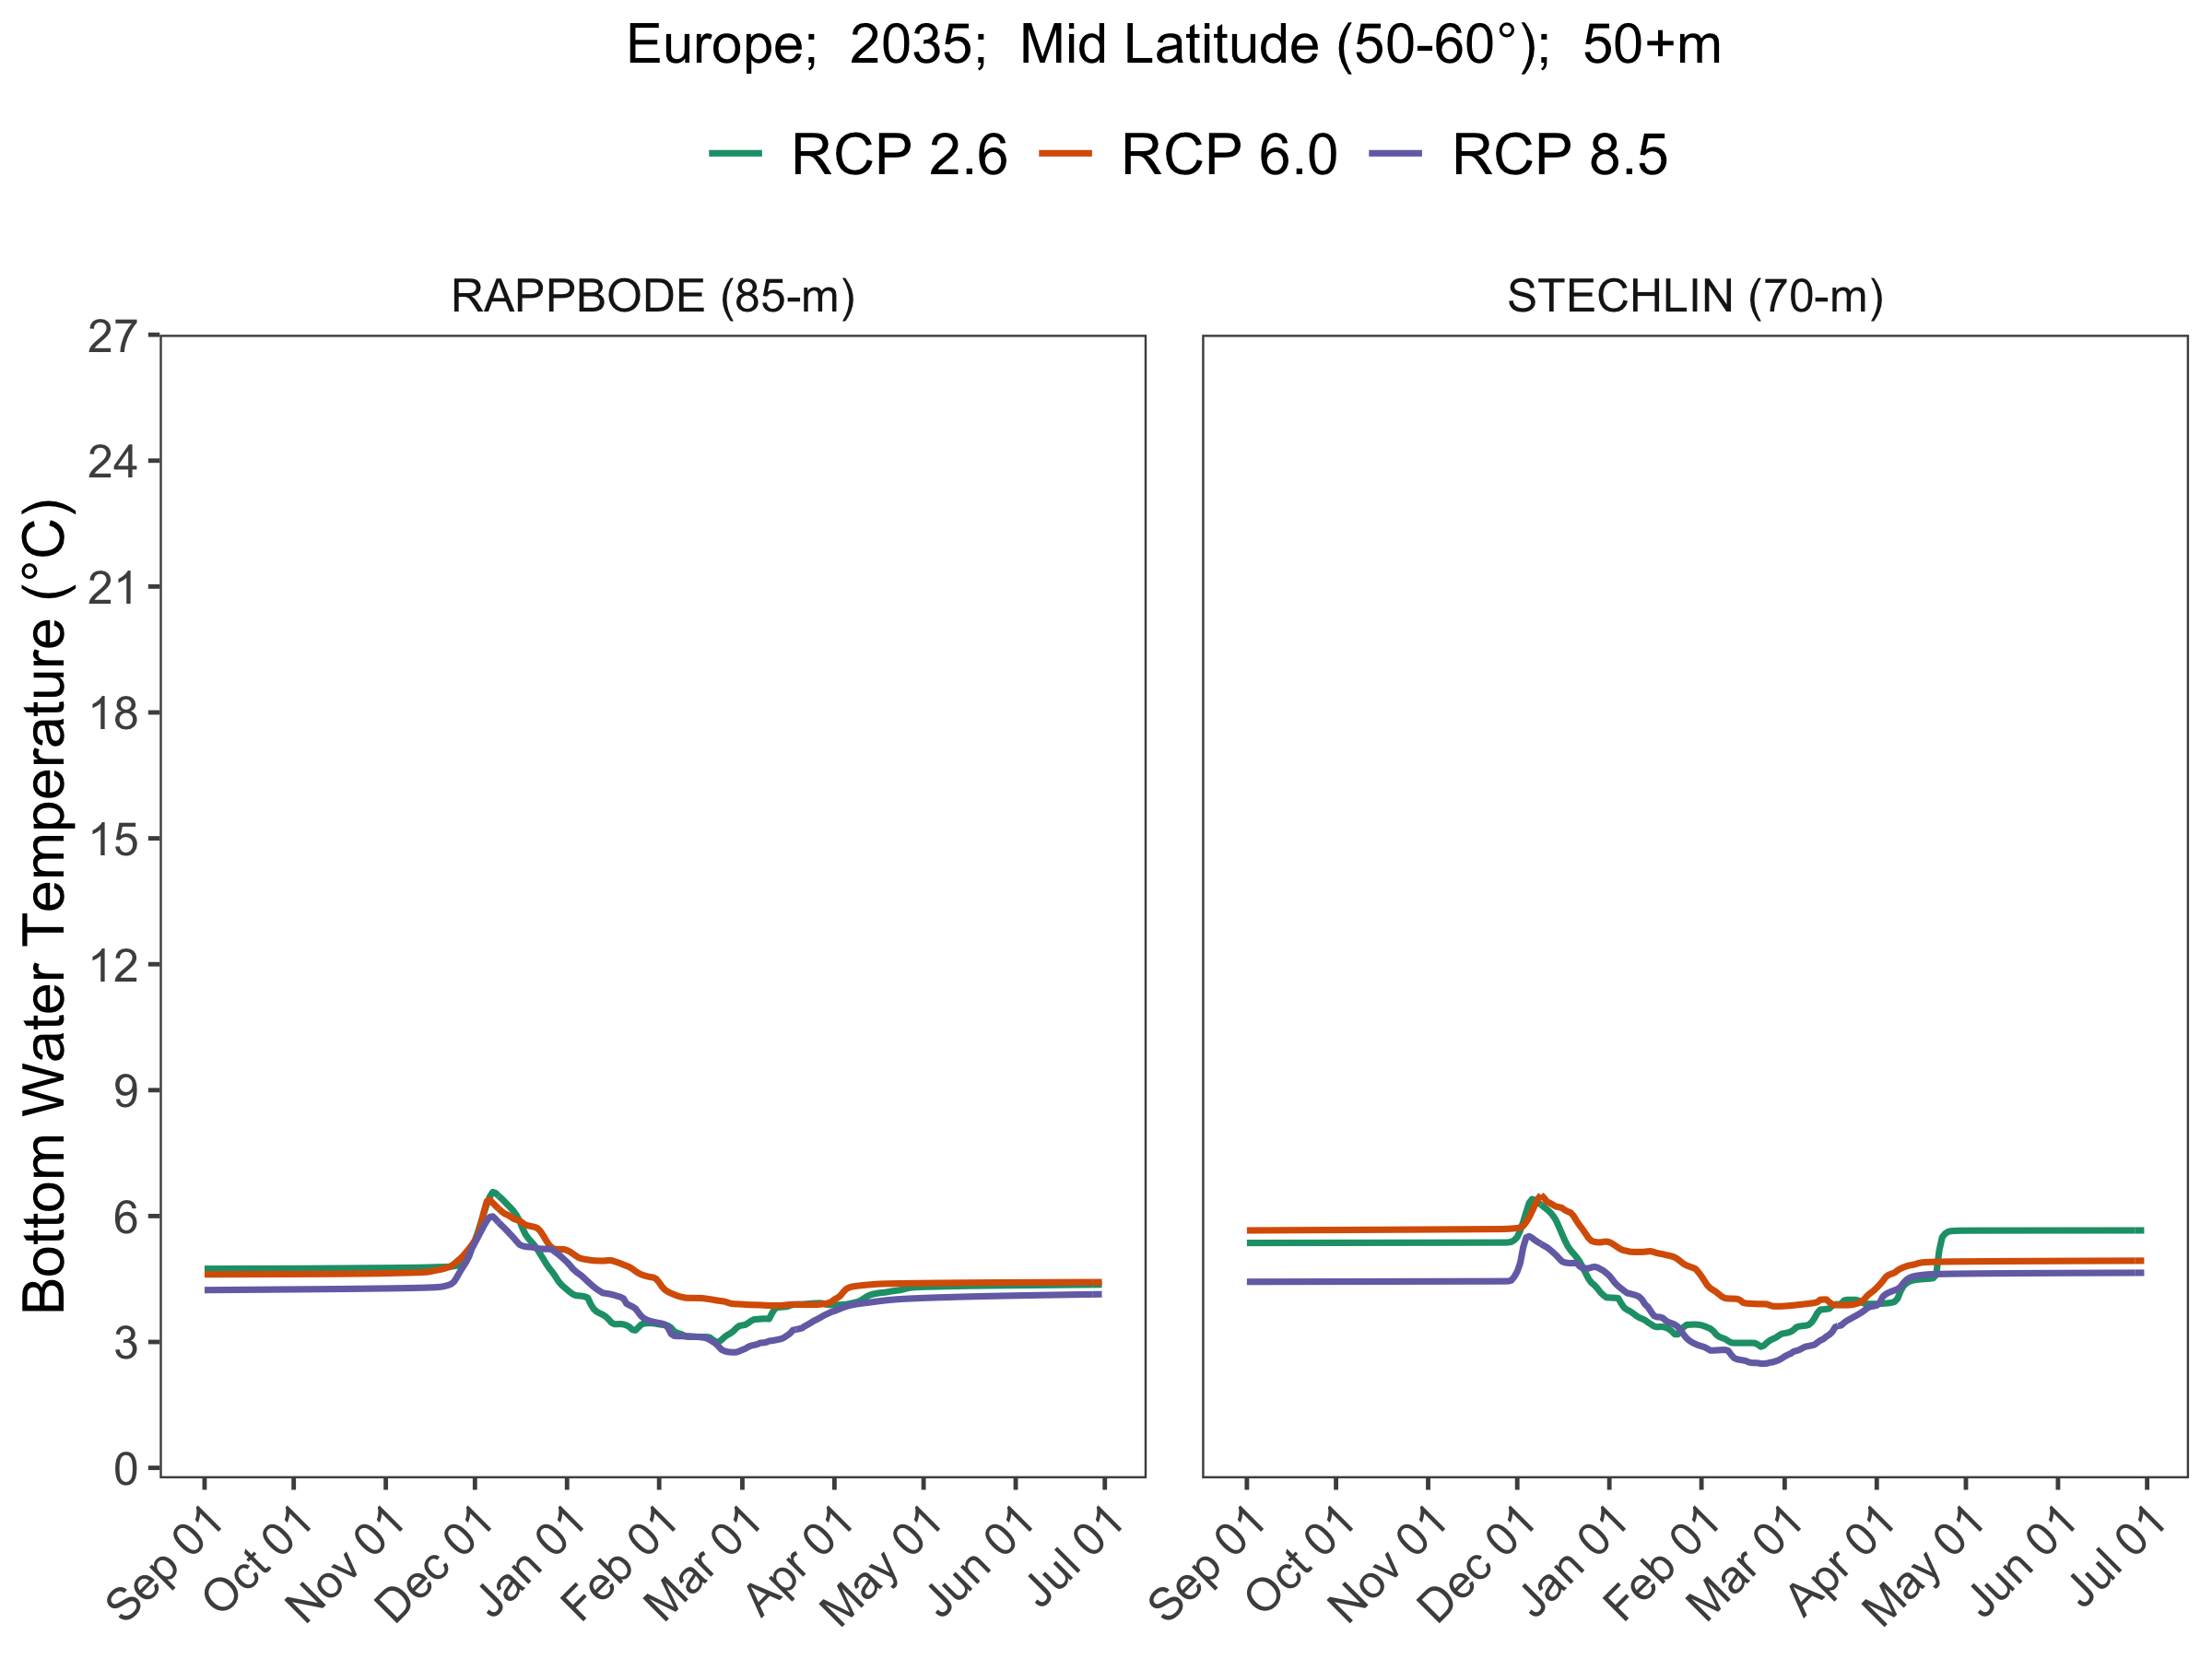 Europe;  2035;  Mid Latitude (50-60°);  50+m
RCP 2.6 RCP 6.0 RCP 8.5
RAPPBODE (85-m) STECHLIN (70-m)
Bottom Water Temperature (°C)
27
24
21
18
15
12
9
6
3
0
Sep 01 Oct 01 Nov 01 Dec 01 Jan 01 Feb 01 Mar 01 Apr 01 May 01 Jun 01 Jul 01 Sep 01 Oct 01 Nov 01 Dec 01 Jan 01 Feb 01 Mar 01 Apr 01 May 01 Jun 01 Jul 01